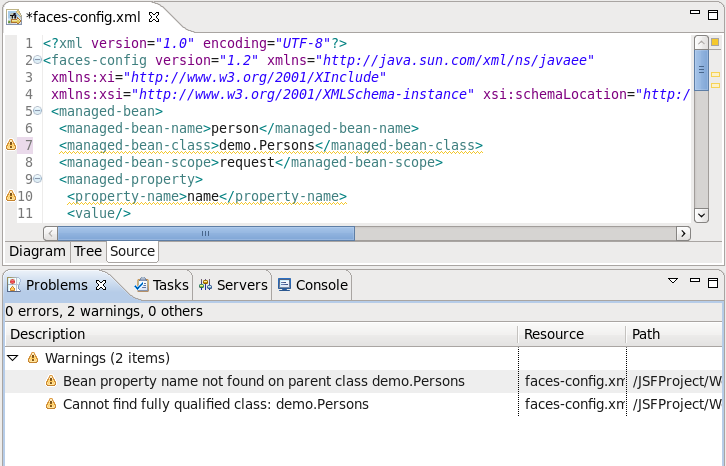 *faces-config.xml
1 <?xml version="1.0" encoding="UTF-8"?>
2 <faces-config version="1.2" xmlns="http://java.sun.com/xml/ns/javaee"
3 xmlns:xi="http://www.w3.org/2001/XInclude"
4 xmlns:xsi="http://www.w3.org/2001/XMLSchema-instance" xsi:schemaLocation="http:/
5 <managed-bean>
6 <managed-bean-name>person</managed-bean-name>
7 <managed-bean-class>demo.Persons</managed-bean-class>
8 <managed-bean-scope>request</managed-bean-scope>
9 <managed-property>
10 <property-name>name</property-name>
11 <value/>
Diagram Tree Source
Problems Tasks Servers Console
0 errors, 2 warnings, 0 others
Description Resource Path
Warnings (2 items)
Bean property name not found on parent class demo.Persons faces-config.xm /JSFProject/W
Cannot find fully qualified class: demo.Persons faces-config.xm /JSFProject/W